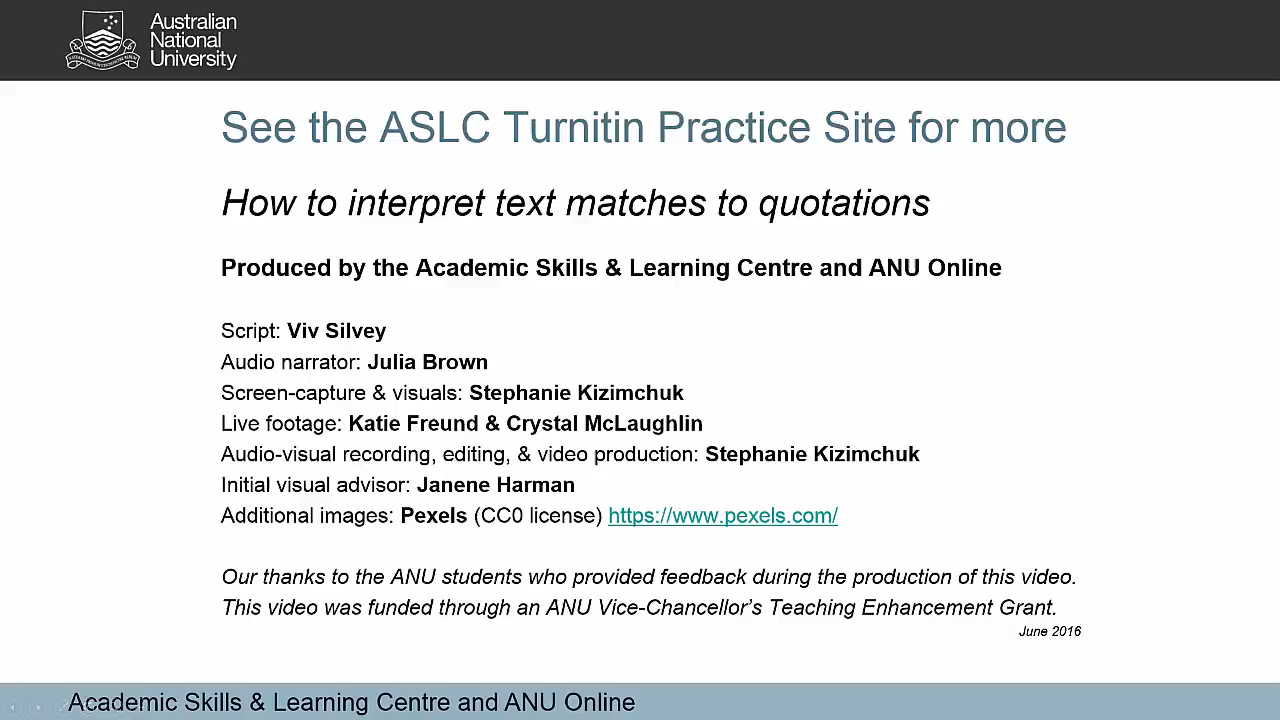 Australian
National
University
See the ASLC Turnitin Practice Site for more
How to interpret text matches to quotations
Produced by the Academic Skills & Learning Centre and ANU Online
Script: Viv Silvey
Audio narrator: Julia Brown
Screen-capture & visuals: Stephanie Kizimchuk
Live footage: Katie Freund & Crystal McLaughlin
Audio-visual recording, editing, & video production: Stephanie Kizimchuk
Initial visual advisor: Janene Harman
Additional images: Pexels (CC0 license) https://www.pexels.com/
Our thanks to the ANU students who provided feedback during the production of this video.
This video was funded through an ANU Vice-Chancellor’s Teaching Enhancement Grant.
June 2016
Academic Skills & Learning Centre and ANU Online